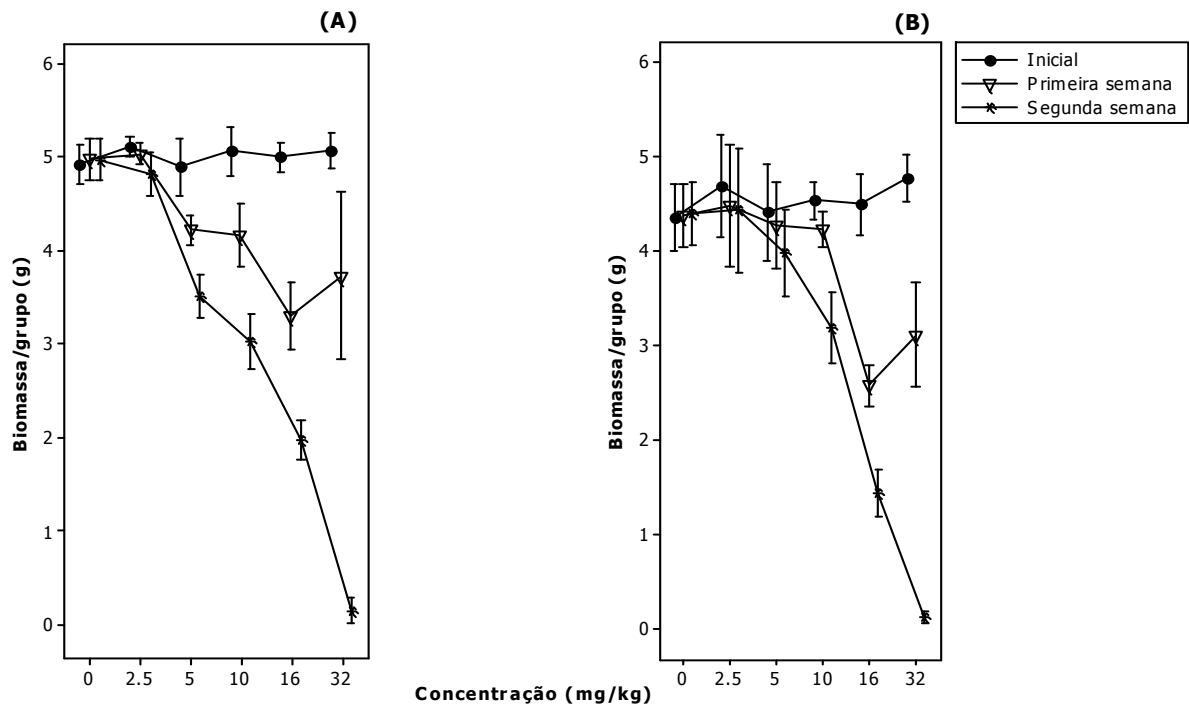 (A)
(B)
Inicial
Primeira semana
Segunda semana
Biomassa/grupo (g)
6
5
4
3
2
1
0
0 2.5 5 10 16 32
Biomassa/grupo (g)
6
5
4
3
2
1
0
0 2.5 5 10 16 32
Concentração (mg/kg)